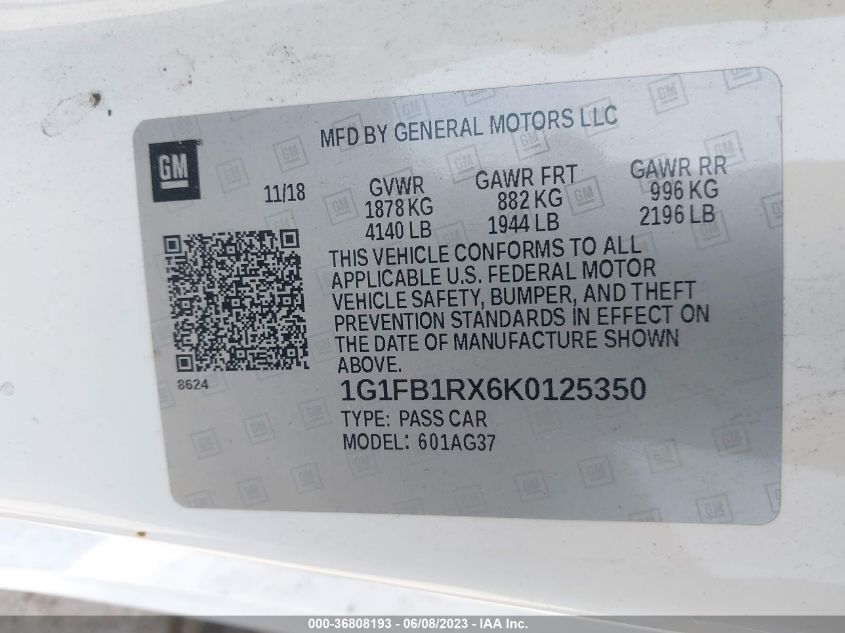 MFD BY GENERAL MOTORS LLC
GM
11/18
GVWR
1878 KG
4140 LB
GAWR FRT
882 KG
1944 LB
GAWR RR
996 KG
2196 LB
THIS VEHICLE CONFORMS TO ALL
APPLICABLE U.S. FEDERAL MOTOR
VEHICLE SAFETY, BUMPER, AND THEFT
PREVENTION STANDARDS IN EFFECT ON
THE DATE OF MANUFACTURE SHOWN
ABOVE.
8624
1G1FB1RX6K0125350
TYPE: PASS CAR
MODEL: 601AG37
000-36808193 - 06/08/2023 - IAA Inc.